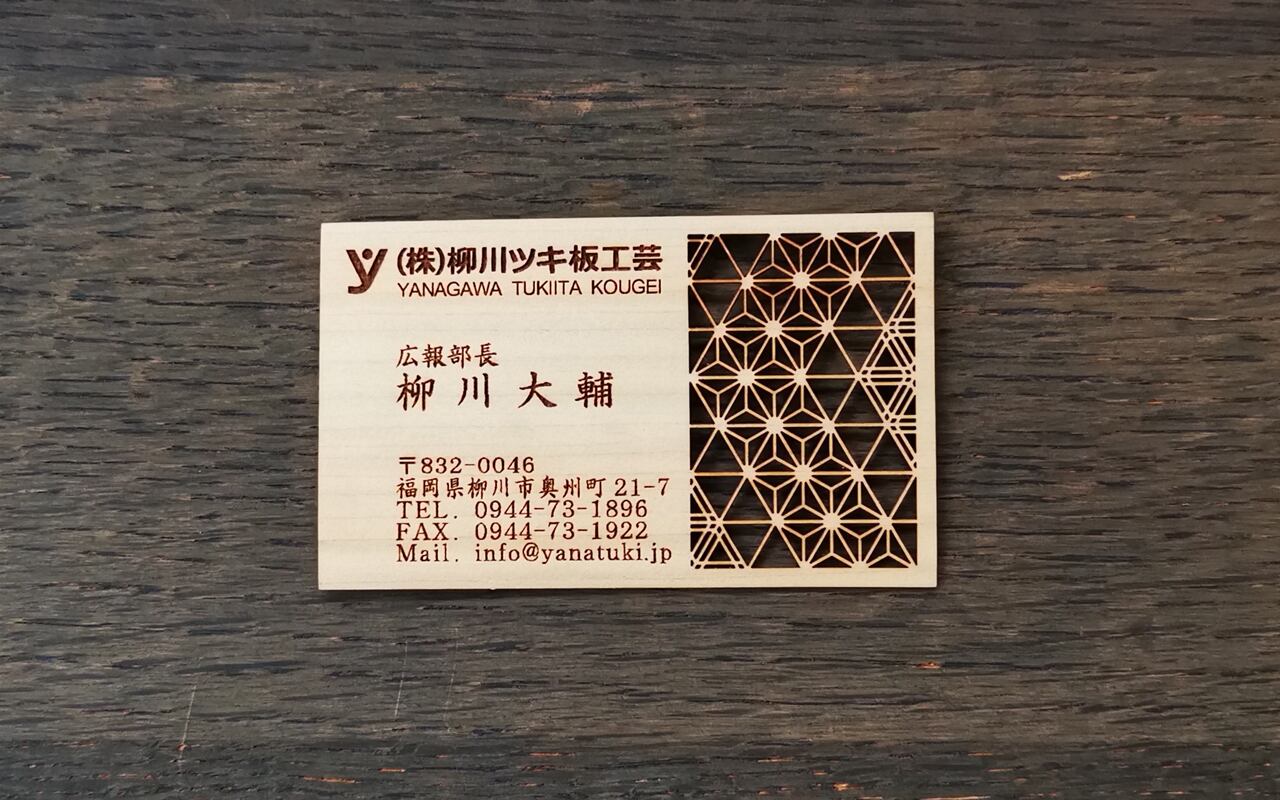 (株)柳川ツキ板工芸
YANAGAWA TUKIITA KOUGEI
広報部長
柳川大輔
〒832-0046
福岡県柳川市奥州町21-7
TEL. 0944-73-1896
FAX. 0944-73-1922
Mail. info@yanatuki.jp